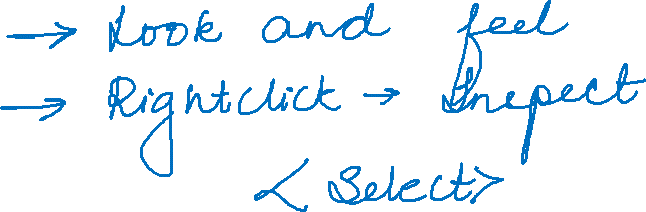 → Look and feel
→ Rightclick → Inspect
< Select>